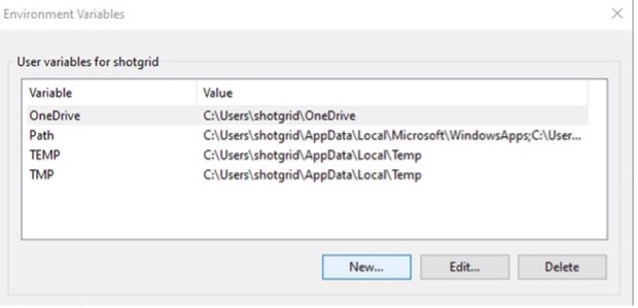 Environment Variables
User variables for shotgrid
Variable Value
OneDrive C:\Users\shotgrid\OneDrive
Path C:\Users\shotgrid\AppData\Local\Microsoft\WindowsApps;C:\User...
TEMP C:\Users\shotgrid\AppData\Local\Temp
TMP C:\Users\shotgrid\AppData\Local\Temp
New... Edit... Delete